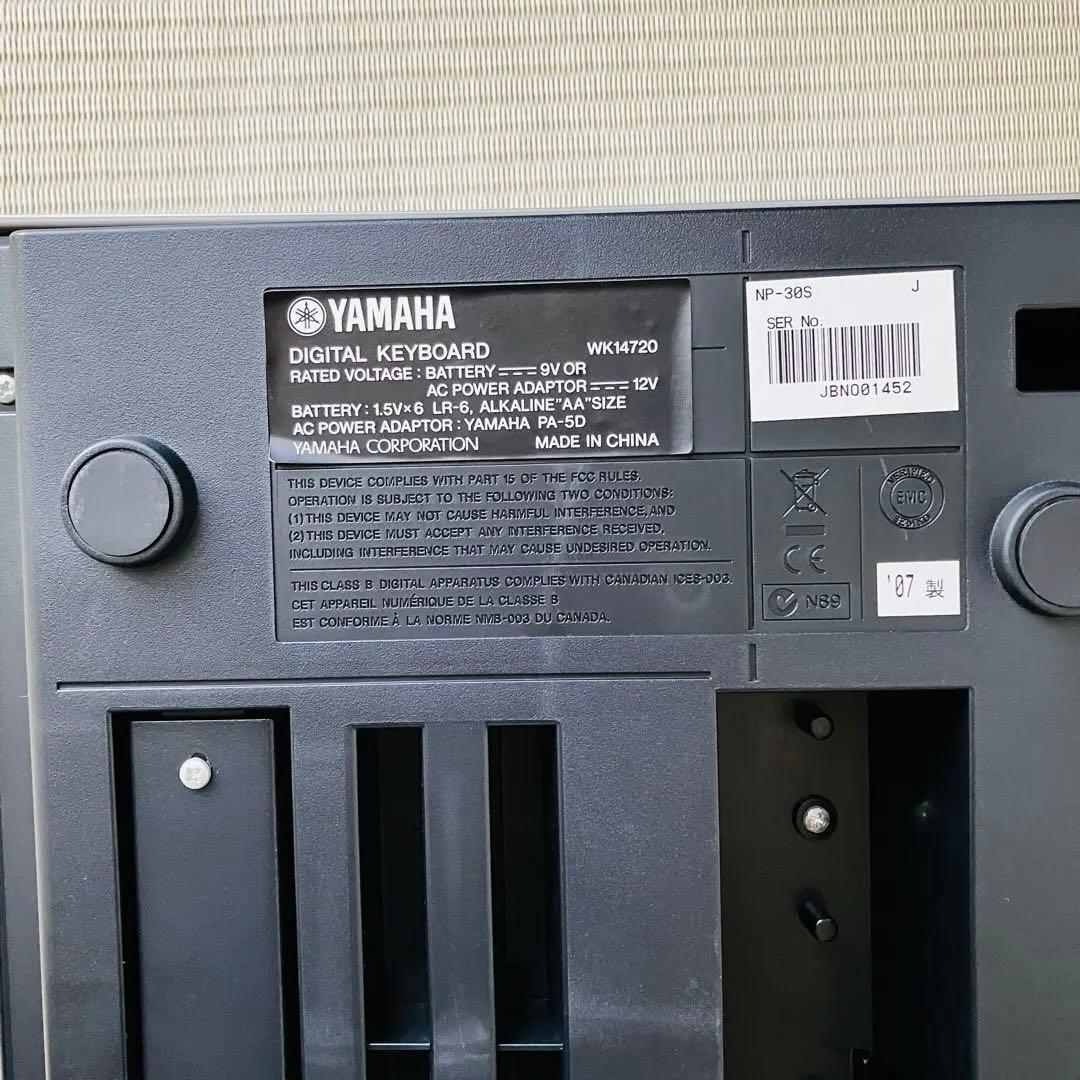 YAMAHA
DIGITAL KEYBOARD WK14720
RATED VOLTAGE : BATTERY ⎓ 9V OR
AC POWER ADAPTOR ⎓ 12V
BATTERY : 1.5V×6 LR-6, ALKALINE"AA"SIZE
AC POWER ADAPTOR : YAMAHA PA-5D
YAMAHA CORPORATION MADE IN CHINA
NP-30S J
SER No.
JBN001452
THIS DEVICE COMPLIES WITH PART 15 OF THE FCC RULES.
OPERATION IS SUBJECT TO THE FOLLOWING TWO CONDITIONS:
(1) THIS DEVICE MAY NOT CAUSE HARMFUL INTERFERENCE, AND
(2) THIS DEVICE MUST ACCEPT ANY INTERFERENCE RECEIVED,
INCLUDING INTERFERENCE THAT MAY CAUSE UNDESIRED OPERATION.
THIS CLASS B DIGITAL APPARATUS COMPLIES WITH CANADIAN ICES-003.
CET APPAREIL NUMÉRIQUE DE LA CLASSE B
EST CONFORME À LA NORME NMB-003 DU CANADA.
VERIFIED
EMC
CE
N89
'07 製